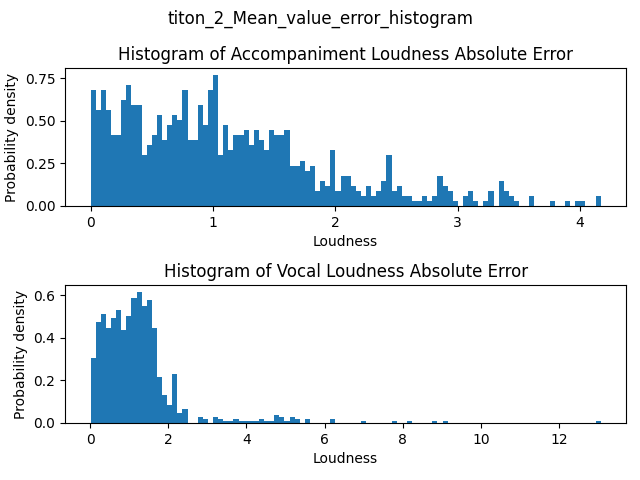 titon_2_Mean_value_error_histogram
Histogram of Accompaniment Loudness Absolute Error
Probability density
0.75
0.50
0.25
0.00
0 1 2 3 4
Loudness
Histogram of Vocal Loudness Absolute Error
Probability density
0.6
0.4
0.2
0.0
0 2 4 6 8 10 12
Loudness